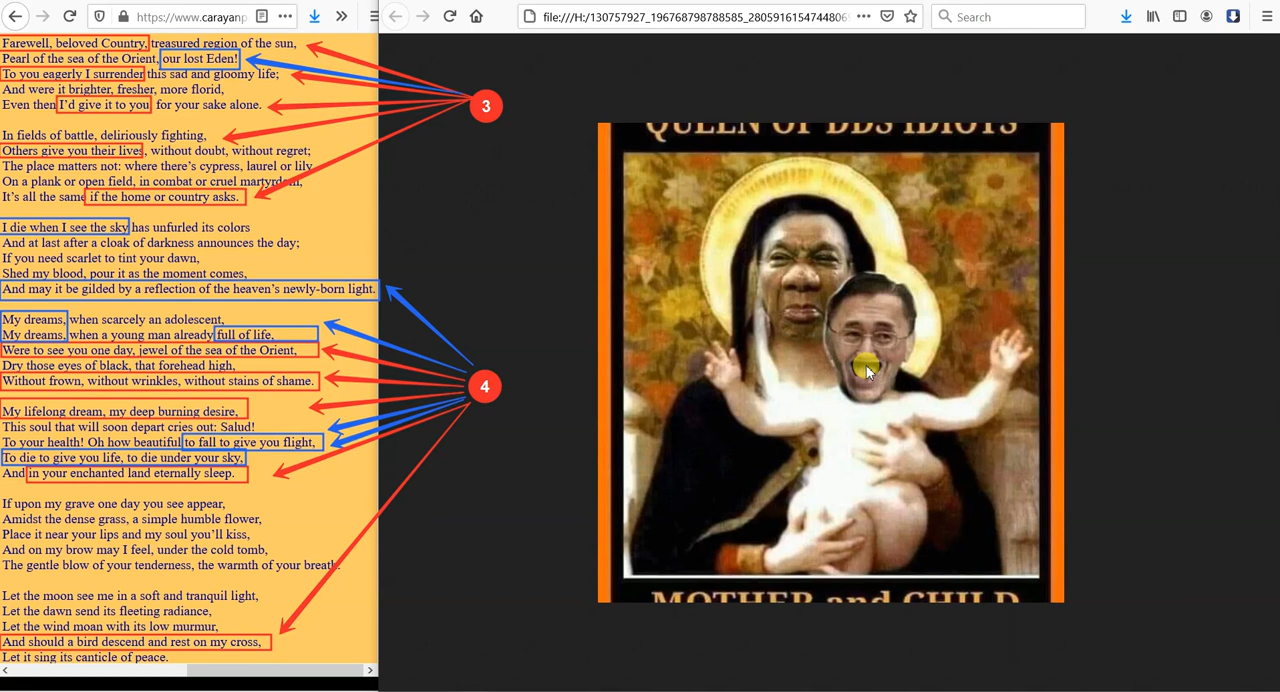 https://www.carayanp
file:///H:/130757927_196768798788585_280591615474480
Search
Farewell, beloved Country, treasured region of the sun,
Pearl of the sea of the Orient, our lost Eden!
To you eagerly I surrender this sad and gloomy life;
And were it brighter, fresher, more florid,
Even then I'd give it to you for your sake alone.
In fields of battle, deliriously fighting,
Others give you their lives, without doubt, without regret;
The place matters not: where there's cypress, laurel or lily,
On a plank or open field, in combat or cruel martyrdom,
It's all the same if the home or country asks.
I die when I see the sky has unfurled its colors
And at last after a cloak of darkness announces the day;
If you need scarlet to tint your dawn,
Shed my blood, pour it as the moment comes,
And may it be gilded by a reflection of the heaven's newly-born light.
My dreams, when scarcely an adolescent,
My dreams, when a young man already full of life,
Were to see you one day, jewel of the sea of the Orient,
Dry those eyes of black, that forehead high,
Without frown, without wrinkles, without stains of shame.
My lifelong dream, my deep burning desire,
This soul that will soon depart cries out: Salud!
To your health! Oh how beautiful to fall to give you flight,
To die to give you life, to die under your sky,
And in your enchanted land eternally sleep.
If upon my grave one day you see appear,
Amidst the dense grass, a simple humble flower,
Place it near your lips and my soul you'll kiss,
And on my brow may I feel, under the cold tomb,
The gentle blow of your tenderness, the warmth of your breath.
Let the moon see me in a soft and tranquil light,
Let the dawn send its fleeting radiance,
Let the wind moan with its low murmur,
And should a bird descend and rest on my cross,
Let it sing its canticle of peace.
3
4
QUEEN OF DDS IDIOTS
MOTHER and CHILD